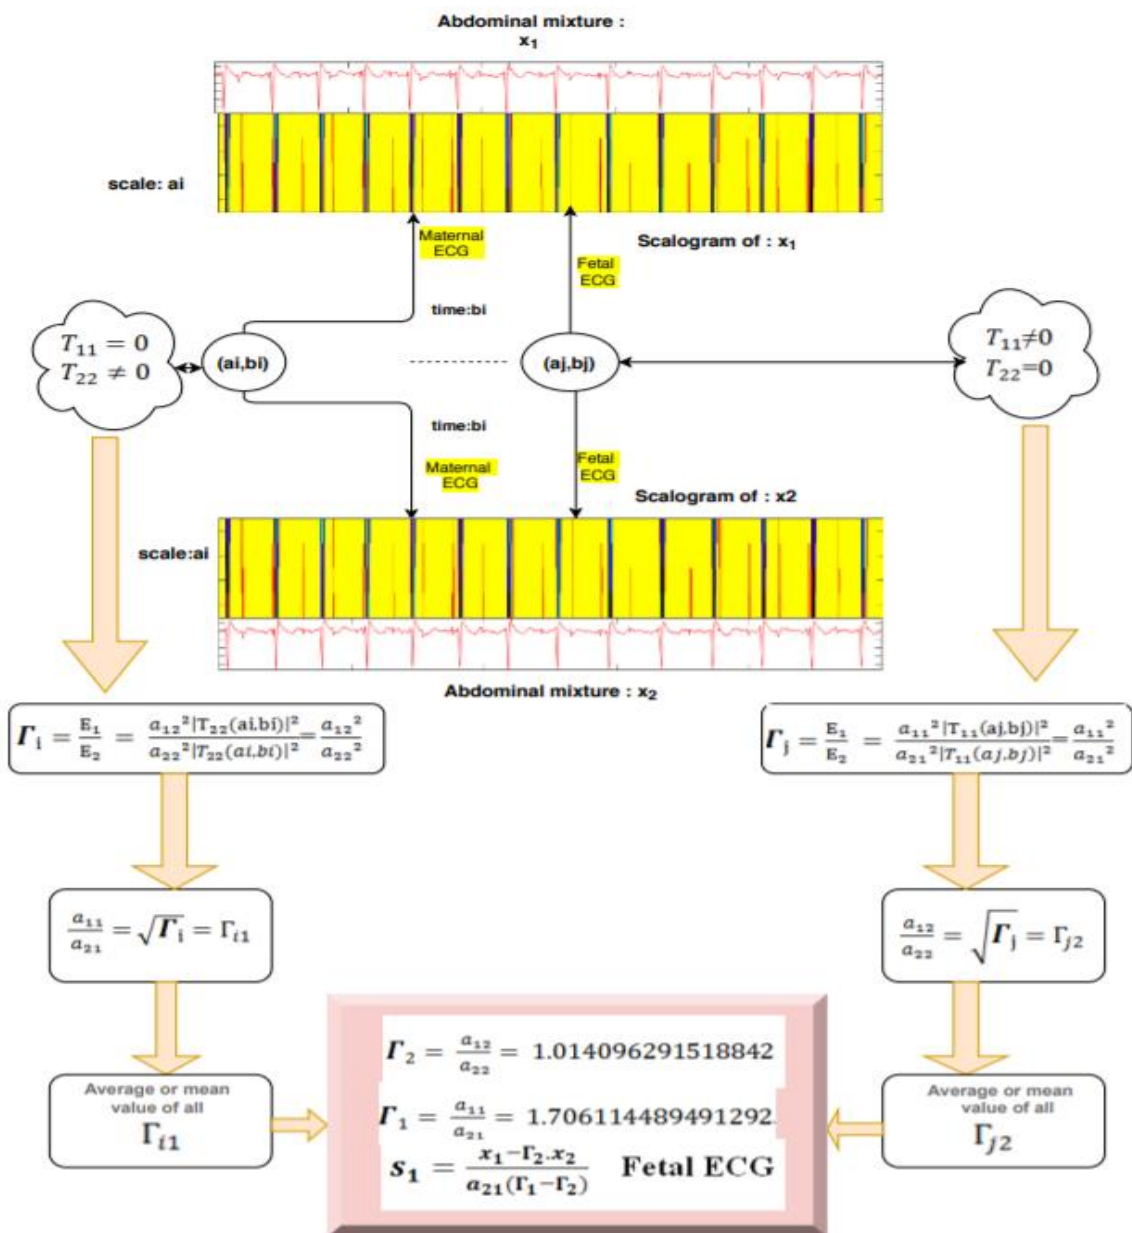 Abdominal mixture :
x₁
scale: ai
Maternal
ECG
Scalogram of : x₁
Fetal
ECG
time:bi
T₁₁ = 0
T₂₂ ≠ 0
(ai,bi)
(aj,bj)
T₁₁≠0
T₂₂=0
time:bi
Maternal
ECG
Fetal
ECG
Scalogram of : x2
scale:ai
Abdominal mixture : x₂
Γᵢ = E₁/E₂ = a₁₂²|T₂₂(ai,bi)|²/a₂₂²|T₂₂(ai,bi)|² = a₁₂²/a₂₂²
Γⱼ = E₁/E₂ = a₁₁²|T₁₁(aj,bj)|²/a₂₁²|T₁₁(aj,bj)|² = a₁₁²/a₂₁²
a₁₁/a₂₁ = √Γᵢ = Γᵢ₁
a₁₂/a₂₂ = √Γⱼ = Γⱼ₂
Average or mean
value of all
Γᵢ₁
Γ₂ = a₁₂/a₂₂ = 1.014096291518842
Γ₁ = a₁₁/a₂₁ = 1.706114489491292
s₁ = x₁−Γ₂.x₂/a₂₁(Γ₁−Γ₂) Fetal ECG
Average or mean
value of all
Γⱼ₂